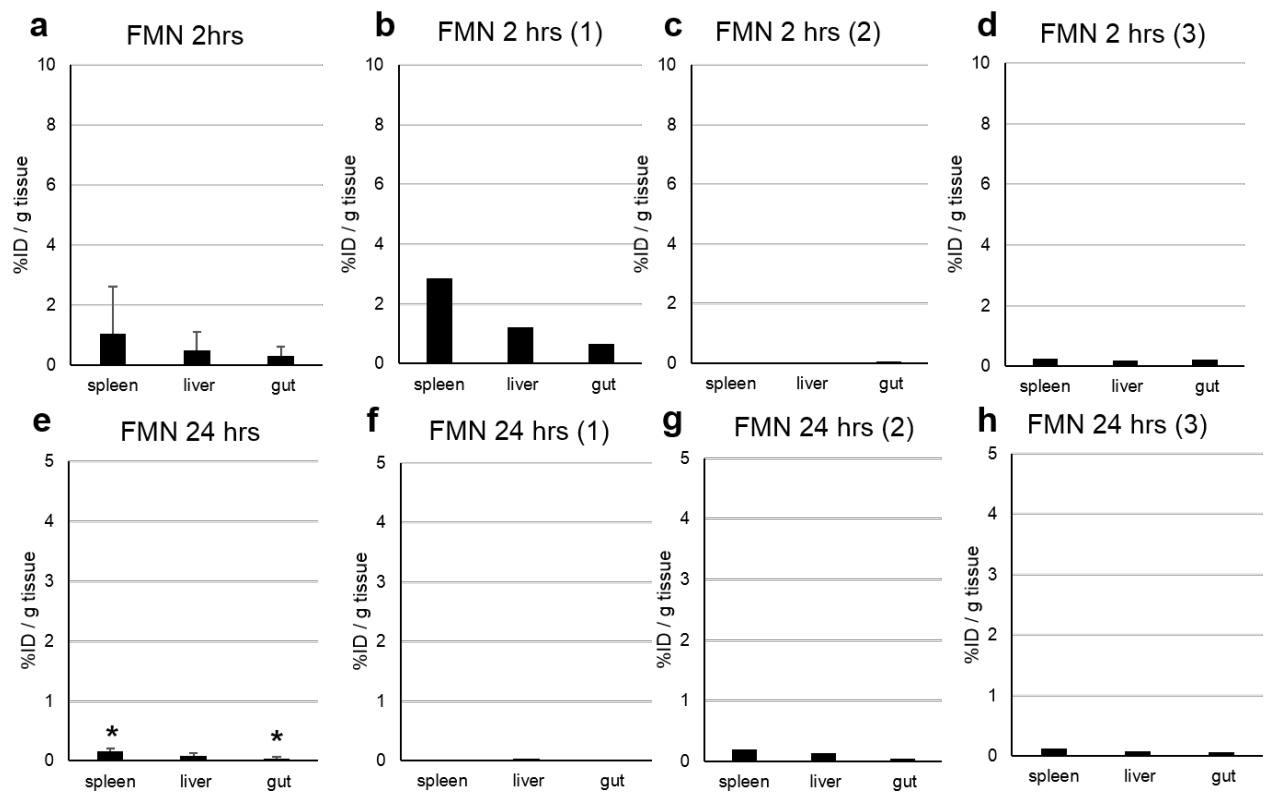 a
FMN 2hrs
10
8
6
4
2
0
%ID / g tissue
spleen liver gut
b
FMN 2 hrs (1)
10
8
6
4
2
0
%ID / g tissue
spleen liver gut
c
FMN 2 hrs (2)
10
8
6
4
2
0
%ID / g tissue
spleen liver gut
d
FMN 2 hrs (3)
10
8
6
4
2
0
%ID / g tissue
spleen liver gut
e
FMN 24 hrs
5
4
3
2
1
0
%ID / g tissue
* *
spleen liver gut
f
FMN 24 hrs (1)
5
4
3
2
1
0
%ID / g tissue
spleen liver gut
g
FMN 24 hrs (2)
5
4
3
2
1
0
%ID / g tissue
spleen liver gut
h
FMN 24 hrs (3)
5
4
3
2
1
0
%ID / g tissue
spleen liver gut